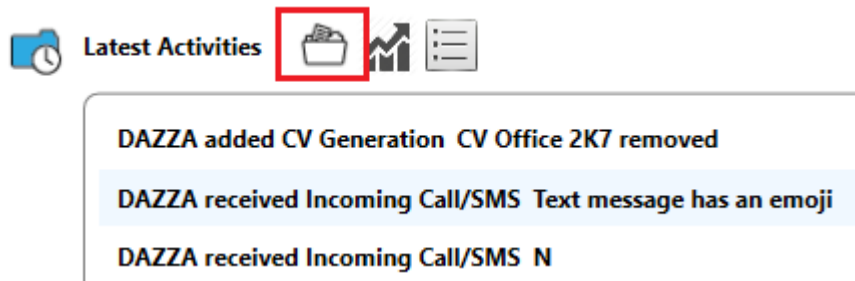 Latest Activities
DAZZA added CV Generation CV Office 2K7 removed
DAZZA received Incoming Call/SMS Text message has an emoji
DAZZA received Incoming Call/SMS N